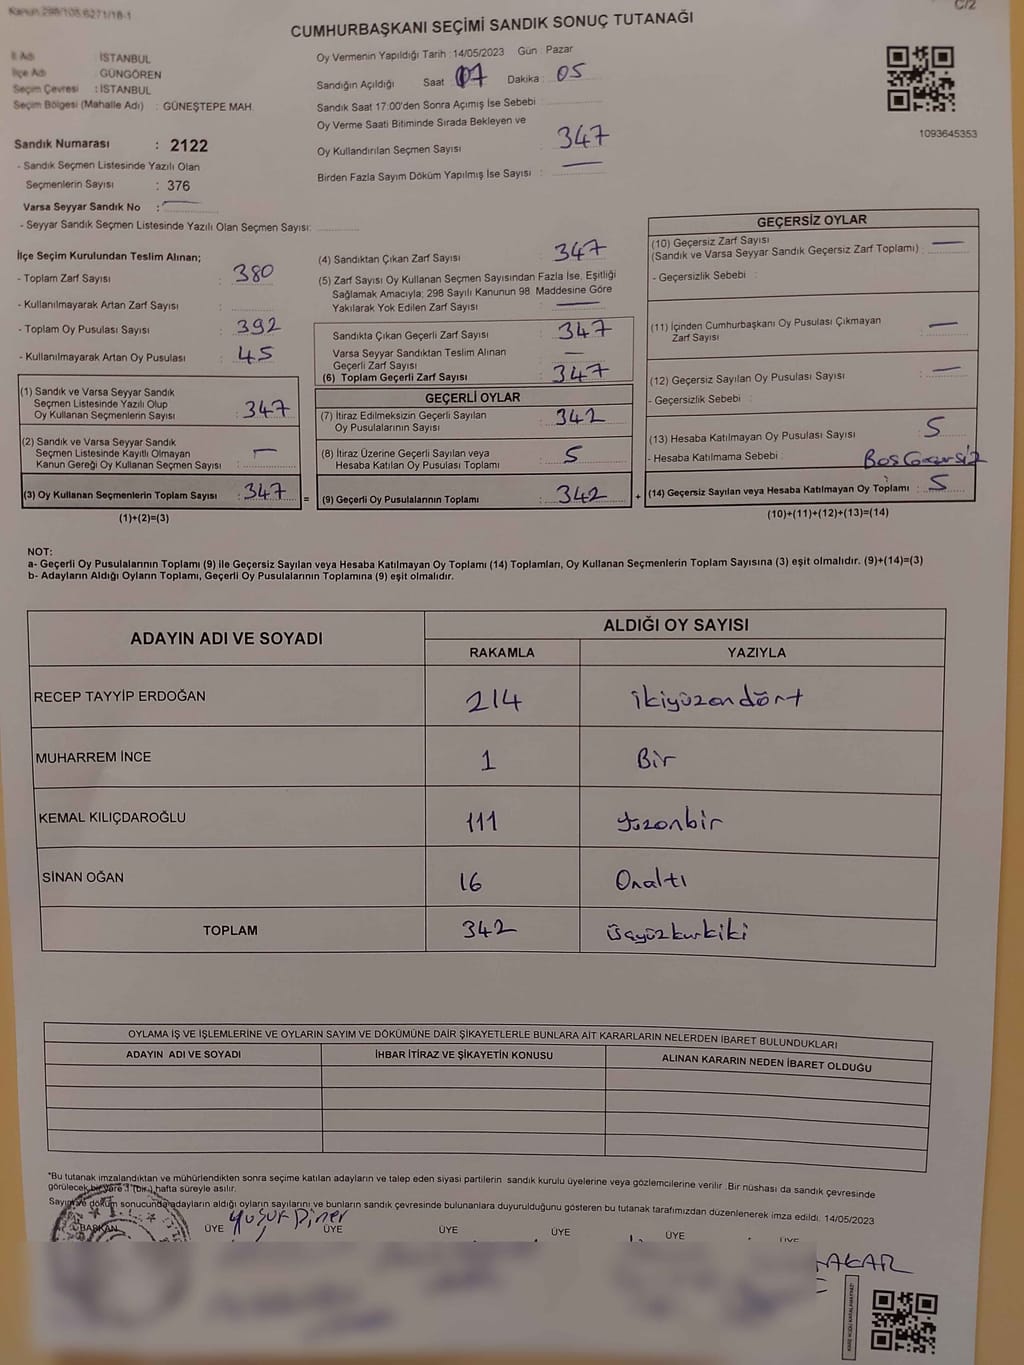 Kanun:298/108,6271/18-1
C/2
CUMHURBAŞKANI SEÇİMİ SANDIK SONUÇ TUTANAĞI
İl Adı : İSTANBUL
İlçe Adı : GÜNGÖREN
Seçim Çevresi : İSTANBUL
Seçim Bölgesi (Mahalle Adı) : GÜNEŞTEPE MAH.
Sandık Numarası : 2122
- Sandık Seçmen Listesinde Yazılı Olan
Seçmenlerin Sayısı : 376
Varsa Seyyar Sandık No : —
- Seyyar Sandık Seçmen Listesinde Yazılı Olan Seçmen Sayısı:
Oy Vermenin Yapıldığı Tarih : 14/05/2023 Gün : Pazar
Sandığın Açıldığı Saat 17 Dakika : 05
Sandık Saat 17:00'den Sonra Açımış İse Sebebi :
Oy Verme Saati Bitiminde Sırada Bekleyen ve
Oy Kullandırılan Seçmen Sayısı : 347
Birden Fazla Sayım Döküm Yapılmış İse Sayısı : —
1093645353
İlçe Seçim Kurulundan Teslim Alınan;
- Toplam Zarf Sayısı : 380
- Kullanılmayarak Artan Zarf Sayısı :
- Toplam Oy Pusulası Sayısı : 392
- Kullanılmayarak Artan Oy Pusulası : 45
(1) Sandık ve Varsa Seyyar Sandık
Seçmen Listesinde Yazılı Olup
Oy Kullanan Seçmenlerin Sayısı : 347
(2) Sandık ve Varsa Seyyar Sandık
Seçmen Listesinde Kayıtlı Olmayan
Kanun Gereği Oy Kullanan Seçmen Sayısı : —
(3) Oy Kullanan Seçmenlerin Toplam Sayısı : 347
(1)+(2)=(3)
(4) Sandıktan Çıkan Zarf Sayısı : 347
(5) Zarf Sayısı Oy Kullanan Seçmen Sayısından Fazla İse, Eşitliği
Sağlamak Amacıyla; 298 Sayılı Kanunun 98. Maddesine Göre
Yakılarak Yok Edilen Zarf Sayısı : —
Sandıkta Çıkan Geçerli Zarf Sayısı : 347
Varsa Seyyar Sandıktan Teslim Alınan
Geçerli Zarf Sayısı : —
(6) Toplam Geçerli Zarf Sayısı : 347
GEÇERLİ OYLAR
(7) İtiraz Edilmeksizin Geçerli Sayılan
Oy Pusulalarının Sayısı : 342
(8) İtiraz Üzerine Geçerli Sayılan veya
Hesaba Katılan Oy Pusulası Toplamı : 5
= (9) Geçerli Oy Pusulalarının Toplamı : 342 +
GEÇERSİZ OYLAR
(10) Geçersiz Zarf Sayısı
(Sandık ve Varsa Seyyar Sandık Geçersiz Zarf Toplamı) : —
- Geçersizlik Sebebi :
(11) İçinden Cumhurbaşkanı Oy Pusulası Çıkmayan
Zarf Sayısı : —
(12) Geçersiz Sayılan Oy Pusulası Sayısı : —
- Geçersizlik Sebebi :
(13) Hesaba Katılmayan Oy Pusulası Sayısı : 5
- Hesaba Katılmama Sebebi : Boş Geçersiz
(14) Geçersiz Sayılan veya Hesaba Katılmayan Oy Toplamı : 5
(10)+(11)+(12)+(13)=(14)
NOT:
a- Geçerli Oy Pusulalarının Toplamı (9) ile Geçersiz Sayılan veya Hesaba Katılmayan Oy Toplamı (14) Toplamları, Oy Kullanan Seçmenlerin Toplam Sayısına (3) eşit olmalıdır. (9)+(14)=(3)
b- Adayların Aldığı Oyların Toplamı, Geçerli Oy Pusulalarının Toplamına (9) eşit olmalıdır.
ADAYIN ADI VE SOYADI
ALDIĞI OY SAYISI
RAKAMLA YAZIYLA
RECEP TAYYİP ERDOĞAN 214 ikiyüzondört
MUHARREM İNCE 1 Bir
KEMAL KILIÇDAROĞLU 111 yüzonbir
SİNAN OĞAN 16 Onaltı
TOPLAM 342 üçyüzkırkiki
OYLAMA İŞ VE İŞLEMLERİNE VE OYLARIN SAYIM VE DÖKÜMÜNE DAİR ŞİKAYETLERLE BUNLARA AİT KARARLARIN NELERDEN İBARET BULUNDUKLARI
ADAYIN ADI VE SOYADI İHBAR İTİRAZ VE ŞİKAYETİN KONUSU ALINAN KARARIN NEDEN İBARET OLDUĞU
*Bu tutanak imzalandıktan ve mühürlendikten sonra seçime katılan adayların ve talep eden siyasi partilerin sandık kurulu üyelerine veya gözlemcilerine verilir. Bir nüshası da sandık çevresinde
görülecek bir yere 1 (bir) hafta süreyle asılır.
Sayım ve döküm sonucunda adayların aldığı oyların sayılarını ve bunların sandık çevresinde bulunanlara duyurulduğunu gösteren bu tutanak tarafımızdan düzenlenerek imza edildi. 14/05/2023
BAŞKAN ÜYE ÜYE ÜYE ÜYE ÜYE ÜYE
Yusuf Diner
AKAR